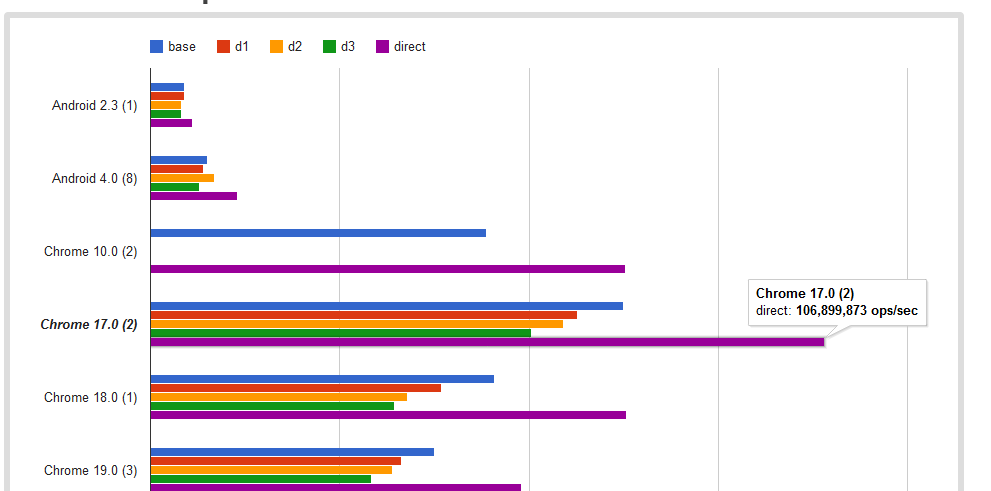 base d1 d2 d3 direct
Android 2.3 (1)
Android 4.0 (8)
Chrome 10.0 (2)
Chrome 17.0 (2)
direct: 106,899,873 ops/sec
Chrome 17.0 (2)
Chrome 18.0 (1)
Chrome 19.0 (3)